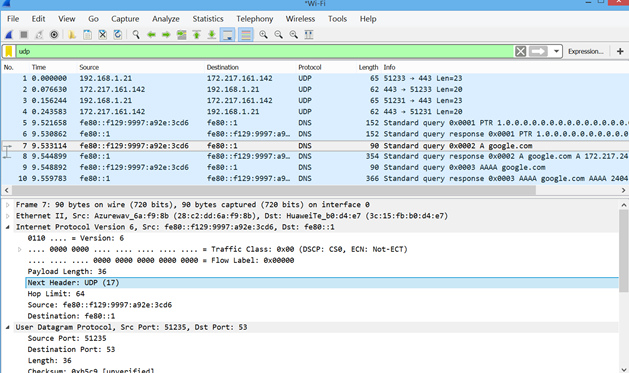 *Wi-Fi
File Edit View Go Capture Analyze Statistics Telephony Wireless Tools Help
udp Expression... +
No. Time Source Destination Protocol Length Info
1 0.000000 192.168.1.21 172.217.161.142 UDP 65 51233 → 443 Len=23
2 0.076630 172.217.161.142 192.168.1.21 UDP 62 443 → 51233 Len=20
3 0.156244 192.168.1.21 172.217.161.142 UDP 65 51231 → 443 Len=23
4 0.243583 172.217.161.142 192.168.1.21 UDP 62 443 → 51231 Len=20
5 9.521658 fe80::f129:9997:a92e:3cd6 fe80::1 DNS 152 Standard query 0x0001 PTR 1.0.0.0.0.0.0.0.0.0.0.0.0.0.0.
6 9.530862 fe80::1 fe80::f129:9997:a9… DNS 152 Standard query response 0x0001 PTR 1.0.0.0.0.0.0.0.0.
7 9.533114 fe80::f129:9997:a92e:3cd6 fe80::1 DNS 90 Standard query 0x0002 A google.com
8 9.544899 fe80::1 fe80::f129:9997:a9… DNS 354 Standard query response 0x0002 A google.com A 172.217.24
9 9.548892 fe80::f129:9997:a92e:3cd6 fe80::1 DNS 90 Standard query 0x0003 AAAA google.com
10 9.559783 fe80::1 fe80::f129:9997:a9… DNS 366 Standard query response 0x0003 AAAA google.com AAAA 2404
Frame 7: 90 bytes on wire (720 bits), 90 bytes captured (720 bits) on interface 0
Ethernet II, Src: Azurewav_6a:f9:8b (28:c2:dd:6a:f9:8b), Dst: HuaweiTe_b0:d4:e7 (3c:15:fb:b0:d4:e7)
Internet Protocol Version 6, Src: fe80::f129:9997:a92e:3cd6, Dst: fe80::1
0110 .... = Version: 6
.... 0000 0000 .... .... .... .... .... = Traffic Class: 0x00 (DSCP: CS0, ECN: Not-ECT)
.... .... .... 0000 0000 0000 0000 0000 = Flow Label: 0x00000
Payload Length: 36
Next Header: UDP (17)
Hop Limit: 64
Source: fe80::f129:9997:a92e:3cd6
Destination: fe80::1
User Datagram Protocol, Src Port: 51235, Dst Port: 53
Source Port: 51235
Destination Port: 53
Length: 36
Checksum: 0xb5c9 [unverified]